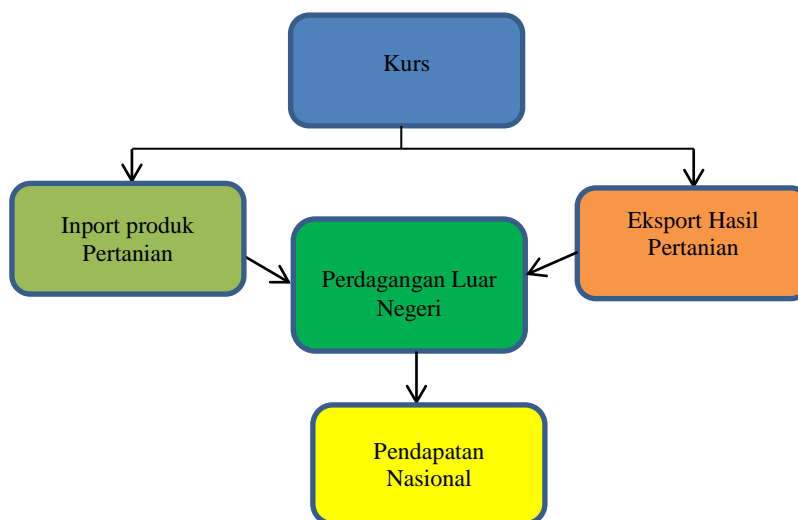 Kurs
Inport produk
Pertanian
Eksport Hasil
Pertanian
Perdagangan Luar
Negeri
Pendapatan
Nasional